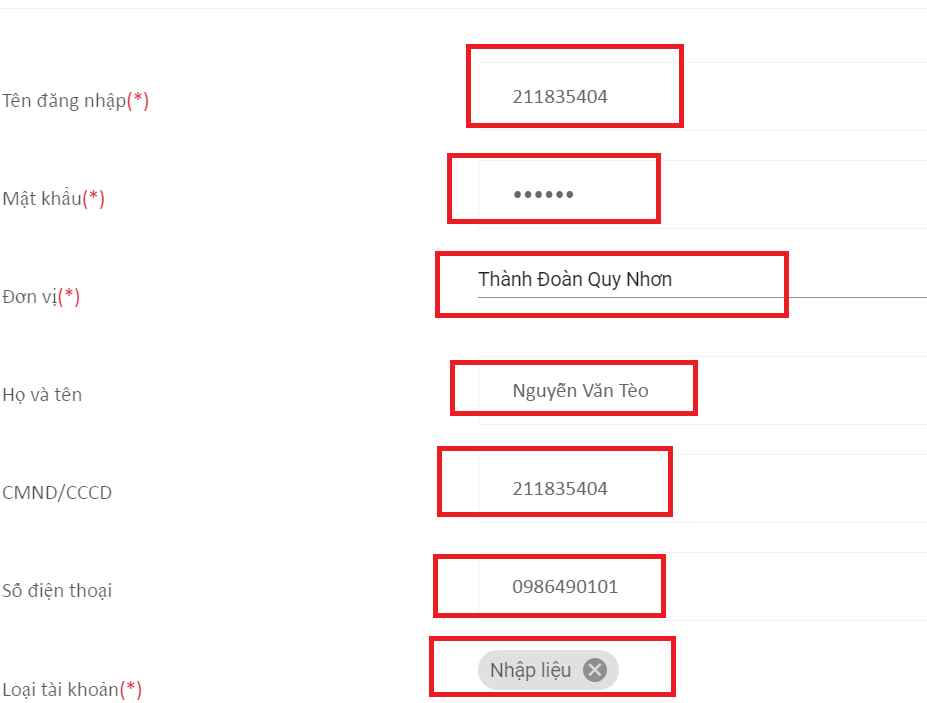 Tên đăng nhập(*) 211835404
Mật khẩu(*) ••••••
Đơn vị(*) Thành Đoàn Quy Nhơn
Họ và tên Nguyễn Văn Tèo
CMND/CCCD 211835404
Số điện thoại 0986490101
Loại tài khoản(*) Nhập liệu